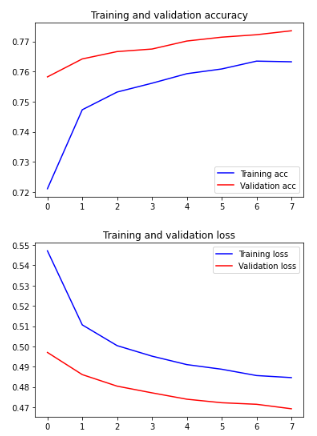 Training and validation accuracy
0.77
0.76
0.75
0.74
0.73
0.72
Training acc
Validation acc
0 1 2 3 4 5 6 7
Training and validation loss
0.55
0.54
0.53
0.52
0.51
0.50
0.49
0.48
0.47
Training loss
Validation loss
0 1 2 3 4 5 6 7